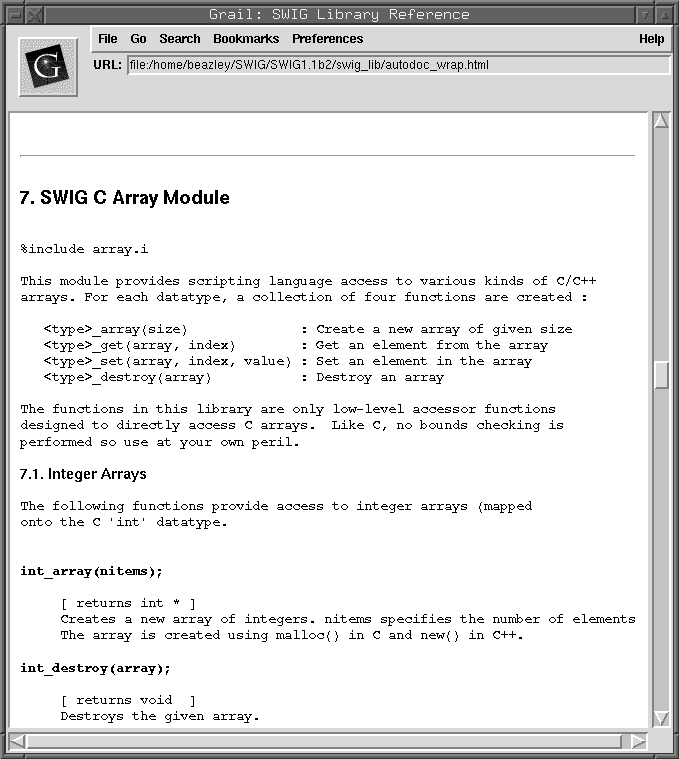 Grail: SWIG Library Reference
File Go Search Bookmarks Preferences Help
G
URL: file:/home/beazley/SWIG/SWIG1.1b2/swig_lib/autodoc_wrap.html
7. SWIG C Array Module
%include array.i
This module provides scripting language access to various kinds of C/C++
arrays. For each datatype, a collection of four functions are created :
<type>_array(size) : Create a new array of given size
<type>_get(array, index) : Get an element from the array
<type>_set(array, index, value) : Set an element in the array
<type>_destroy(array) : Destroy an array
The functions in this library are only low-level accessor functions
designed to directly access C arrays. Like C, no bounds checking is
performed so use at your own peril.
7.1. Integer Arrays
The following functions provide access to integer arrays (mapped
onto the C 'int' datatype.
int_array(nitems);
[ returns int * ]
Creates a new array of integers. nitems specifies the number of elements
The array is created using malloc() in C and new() in C++.
int_destroy(array);
[ returns void ]
Destroys the given array.